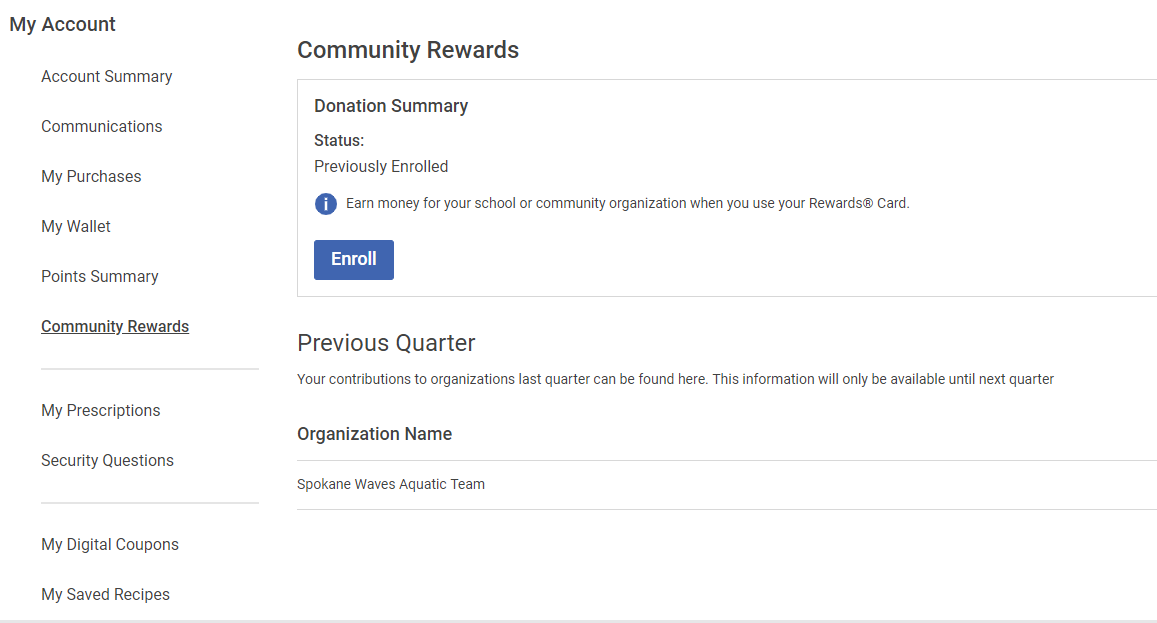 My Account
Account Summary
Communications
My Purchases
My Wallet
Points Summary
Community Rewards
My Prescriptions
Security Questions
My Digital Coupons
My Saved Recipes
Community Rewards
Donation Summary
Status:
Previously Enrolled
i Earn money for your school or community organization when you use your Rewards® Card.
Enroll
Previous Quarter
Your contributions to organizations last quarter can be found here. This information will only be available until next quarter
Organization Name
Spokane Waves Aquatic Team